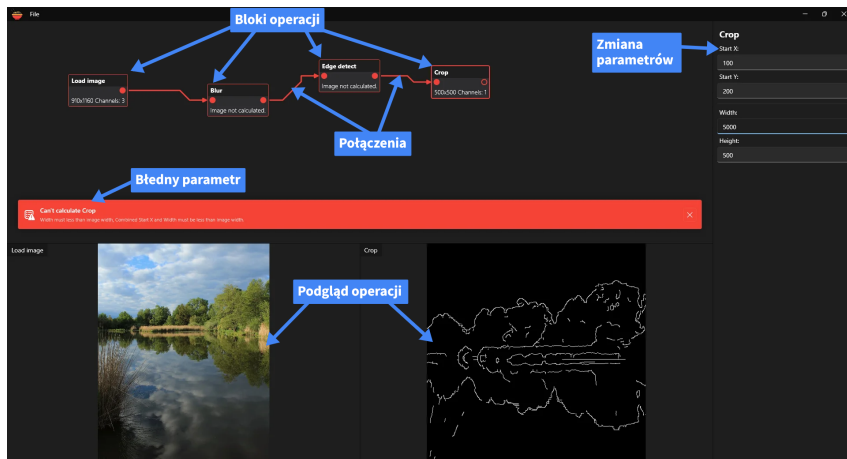 File
Bloki operacji
Crop
Start X:
100
Start Y:
200
Width:
5000
Height:
500
Zmiana
parametrów
Load image
910x1160 Channels: 3
Blur
Image not calculated.
Edge detect
Image not calculated.
Crop
500x500 Channels: 1
Połączenia
Błedny parametr
Can't calculate Crop
Width must less than image width, Combined Start X and Width must be less than image width
Load image
Crop
Podgląd operacji